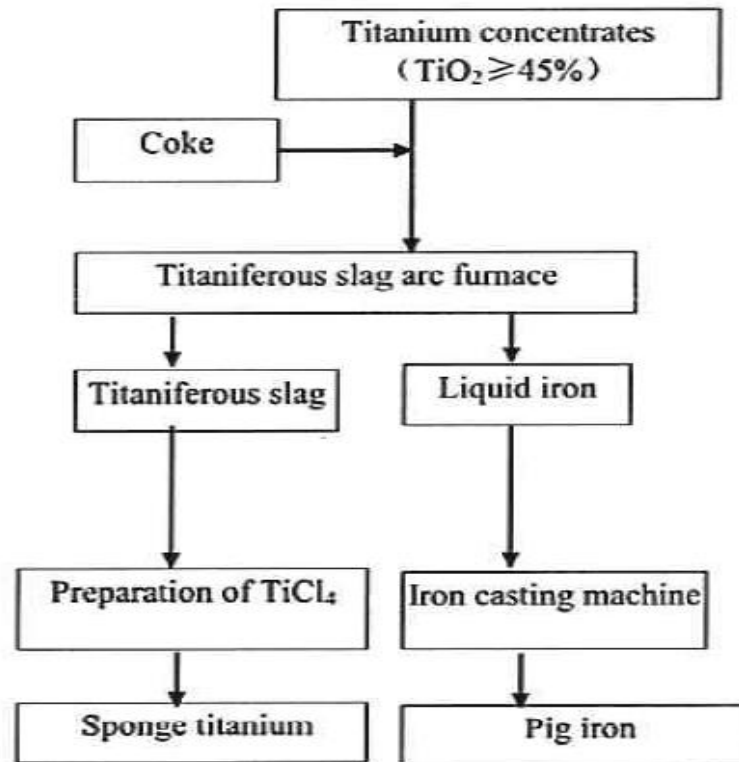 Titanium concentrates
（TiO₂≥45%）
Coke
Titaniferous slag arc furnace
Titaniferous slag
Liquid iron
Preparation of TiCl₄
Iron casting machine
Sponge titanium
Pig iron